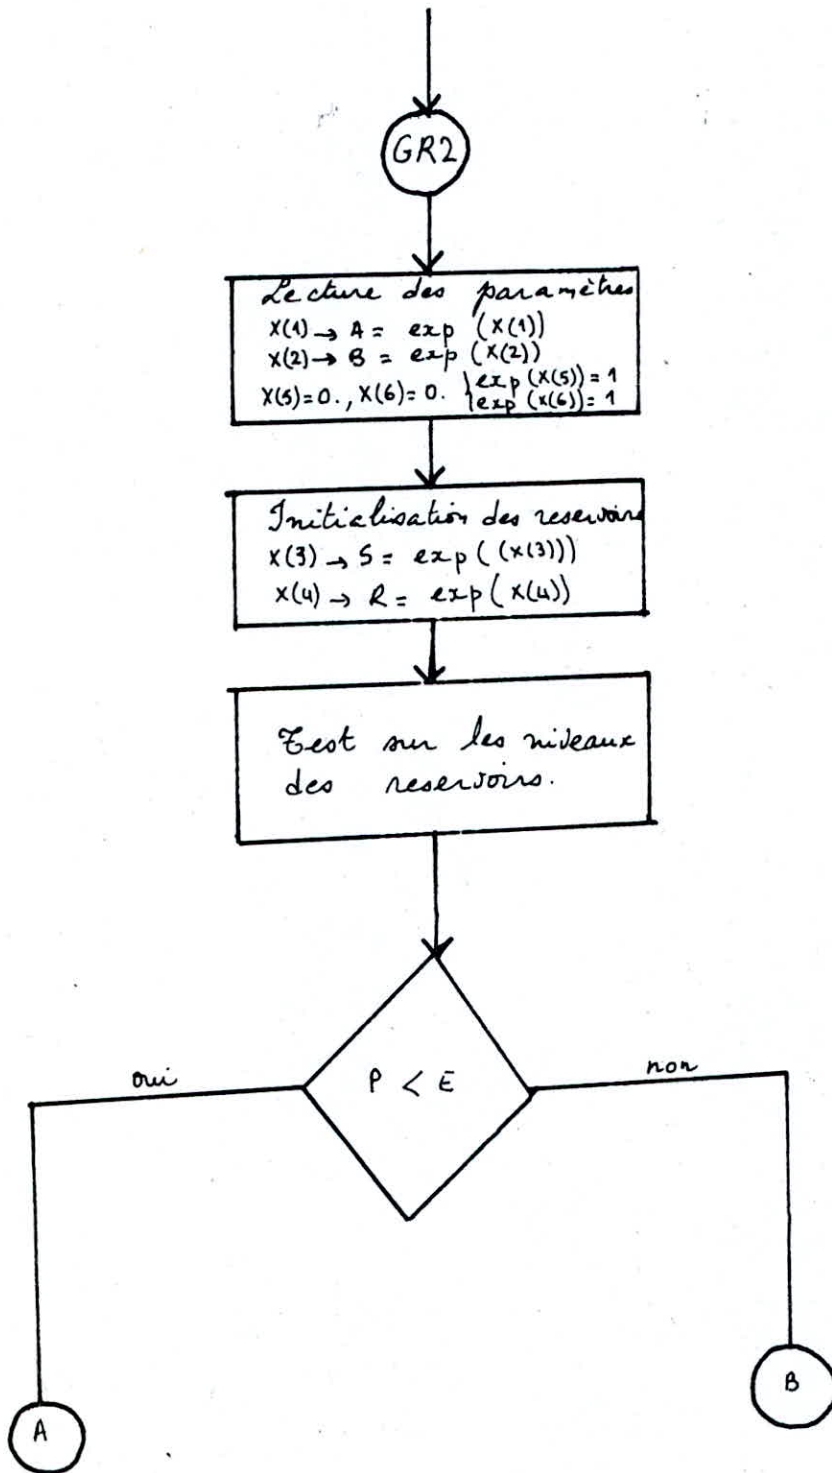 GR2
Lecture des paramètres
X(1) → A = exp (X(1))
X(2) → B = exp (X(2))
X(5)=0. , X(6)=0. } exp (X(5)) = 1
exp (X(6)) = 1
Initialisation des reservoirs
X(3) → S = exp((X(3)))
X(4) → R = exp(X(4))
Test sur les niveaux
des reservoirs.
P < E
oui
non
A
B